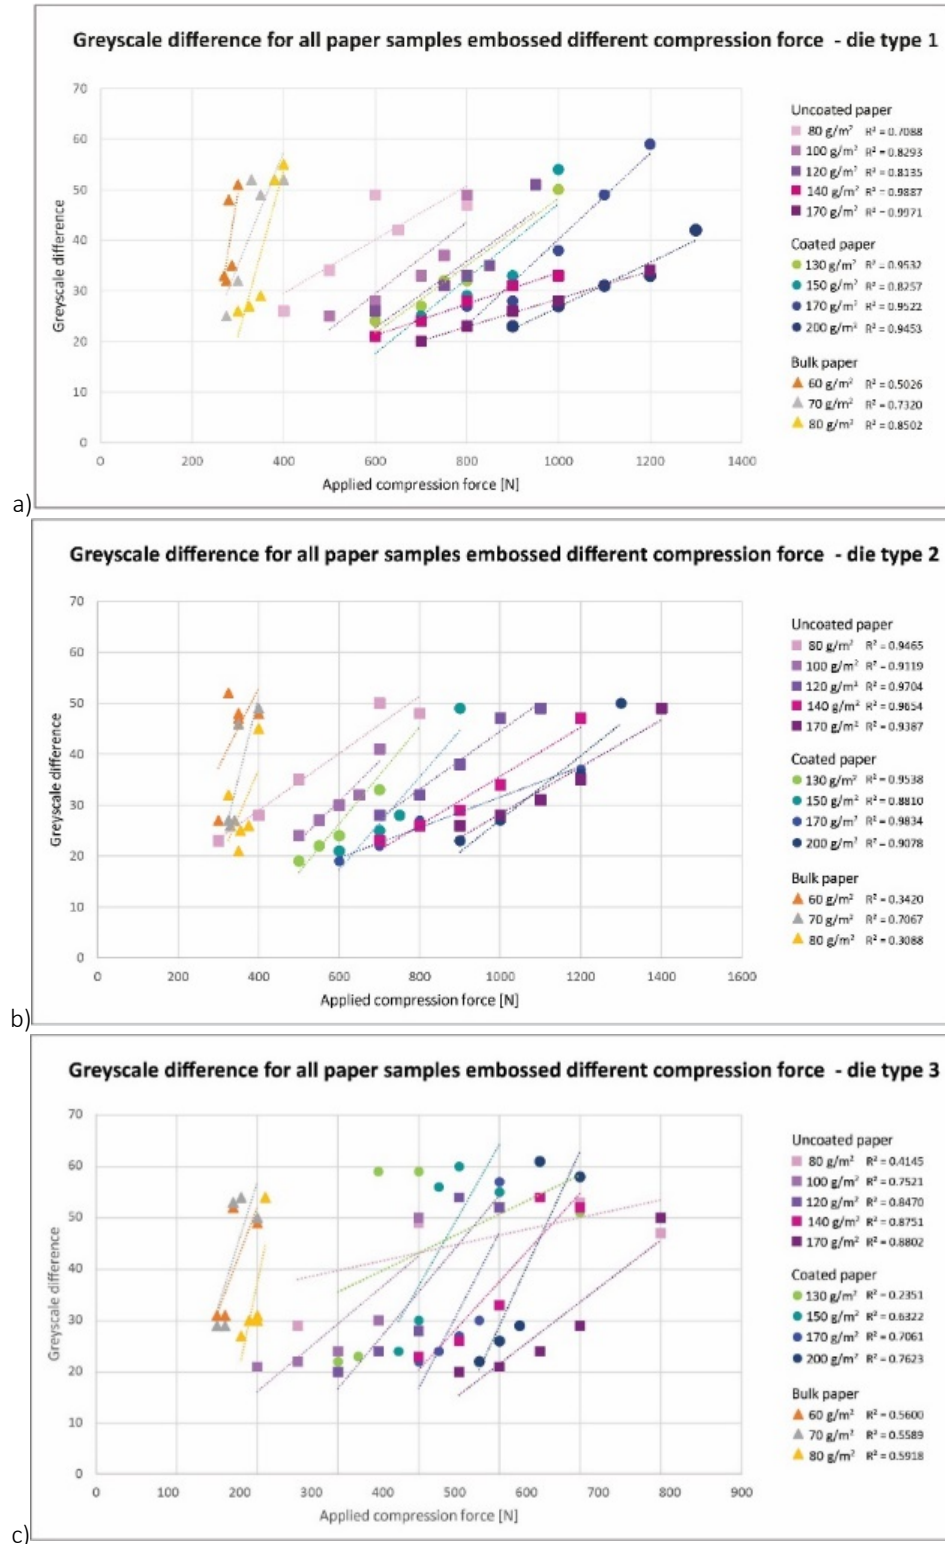 Greyscale difference for all paper samples embossed different compression force - die type 1
70
60
50
40
30
20
10
0
Greyscale difference
0 200 400 600 800 1000 1200 1400
Applied compression force [N]
Uncoated paper
80 g/m² R² = 0.7088
100 g/m² R² = 0.8293
120 g/m² R² = 0.8135
140 g/m² R² = 0.9887
170 g/m² R² = 0.9971
Coated paper
130 g/m² R² = 0.9532
150 g/m² R² = 0.8257
170 g/m² R² = 0.9522
200 g/m² R² = 0.9453
Bulk paper
60 g/m² R² = 0.5026
70 g/m² R² = 0.7320
80 g/m² R² = 0.8502
a)
Greyscale difference for all paper samples embossed different compression force - die type 2
70
60
50
40
30
20
10
0
Greyscale difference
0 200 400 600 800 1000 1200 1400 1600
Applied compression force [N]
Uncoated paper
80 g/m² R² = 0.9465
100 g/m² R² = 0.9119
120 g/m² R² = 0.9704
140 g/m² R² = 0.9654
170 g/m² R² = 0.9387
Coated paper
130 g/m² R² = 0.9538
150 g/m² R² = 0.8810
170 g/m² R² = 0.9834
200 g/m² R² = 0.9078
Bulk paper
60 g/m² R² = 0.3420
70 g/m² R² = 0.7067
80 g/m² R² = 0.3088
b)
Greyscale difference for all paper samples embossed different compression force - die type 3
70
60
50
40
30
20
10
0
Greyscale difference
0 100 200 300 400 500 600 700 900
Applied compression force [N]
Uncoated paper
80 g/m² R² = 0.4145
100 g/m² R² = 0.7521
120 g/m² R² = 0.8470
140 g/m² R² = 0.8751
170 g/m² R² = 0.8802
Coated paper
130 g/m² R² = 0.2351
150 g/m² R² = 0.6322
170 g/m² R² = 0.7061
200 g/m² R² = 0.7623
Bulk paper
60 g/m² R² = 0.5600
70 g/m² R² = 0.5589
80 g/m² R² = 0.5918
c)